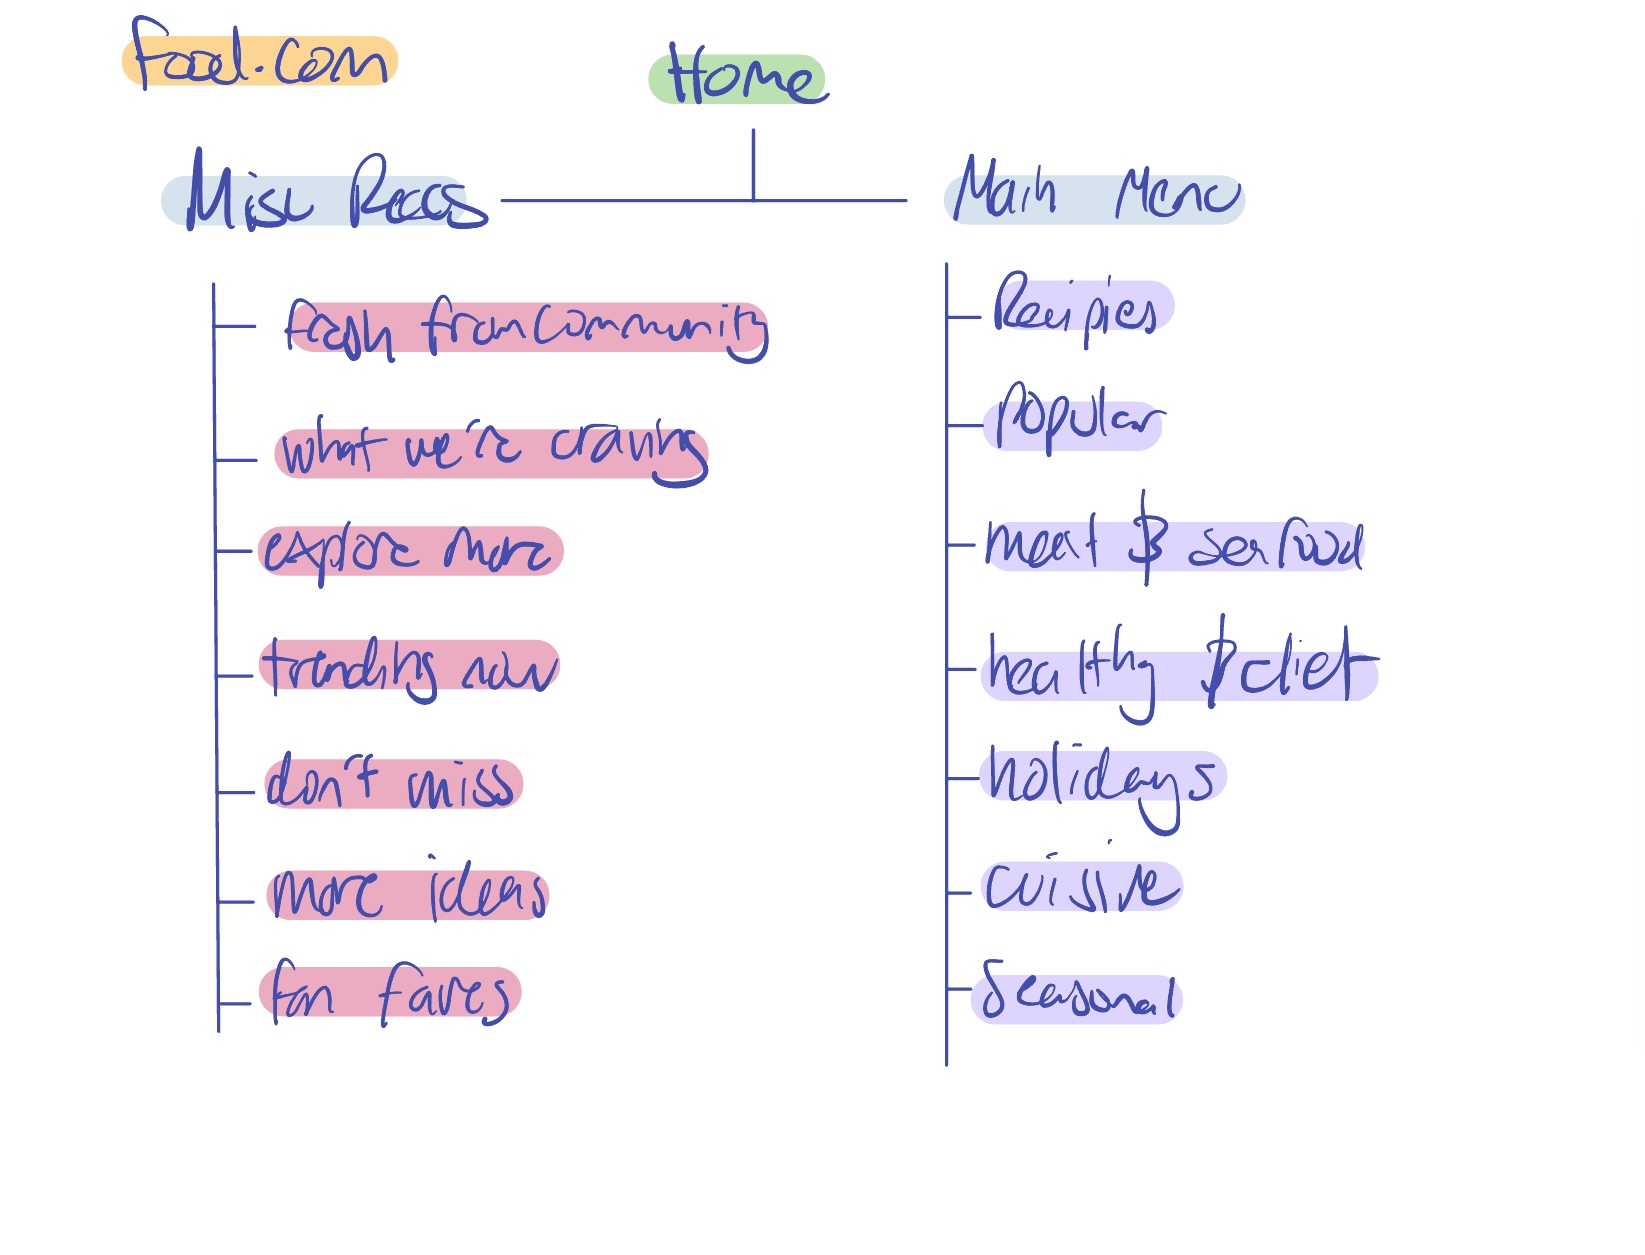 Food.com
Home
Misc Recs
Main Menu
fresh from community
what we're craving
explore more
trending now
don't miss
more ideas
fan faves
Recipies
Popular
meat & seafood
healthy & diet
holidays
cuisine
Seasonal